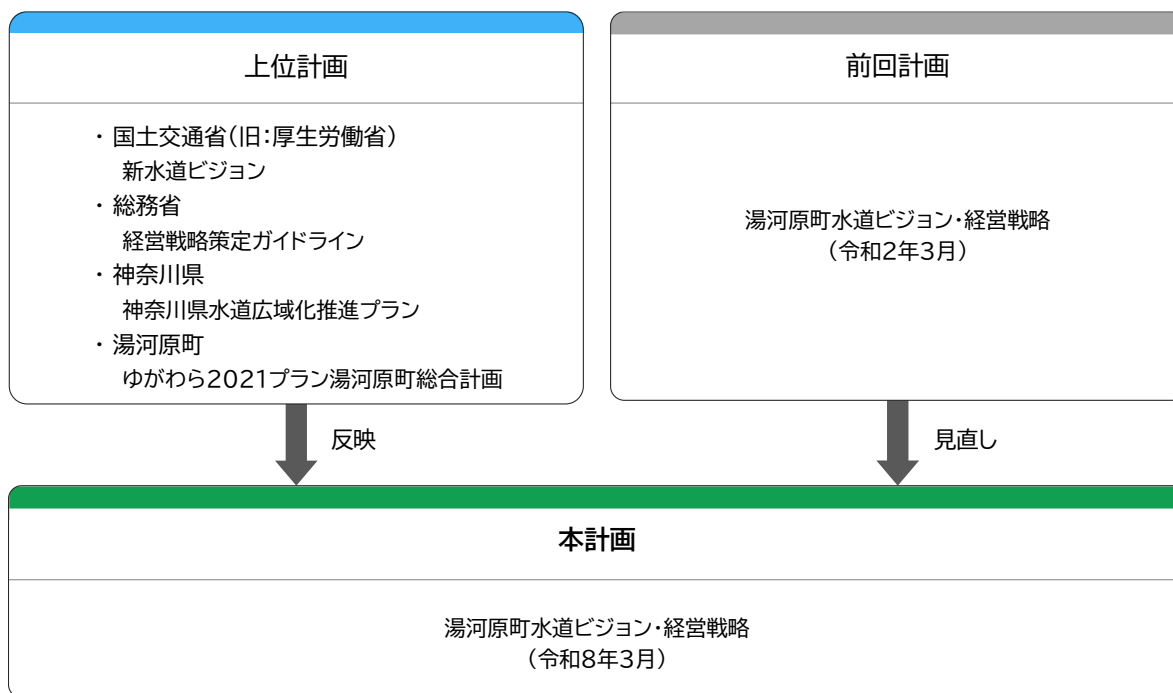 上位計画
・ 国土交通省（旧：厚生労働省）
新水道ビジョン
・ 総務省
経営戦略策定ガイドライン
・ 神奈川県
神奈川県水道広域化推進プラン
・ 湯河原町
ゆがわら2021プラン湯河原町総合計画
前回計画
湯河原町水道ビジョン・経営戦略
（令和2年3月）
反映
見直し
本計画
湯河原町水道ビジョン・経営戦略
（令和8年3月）